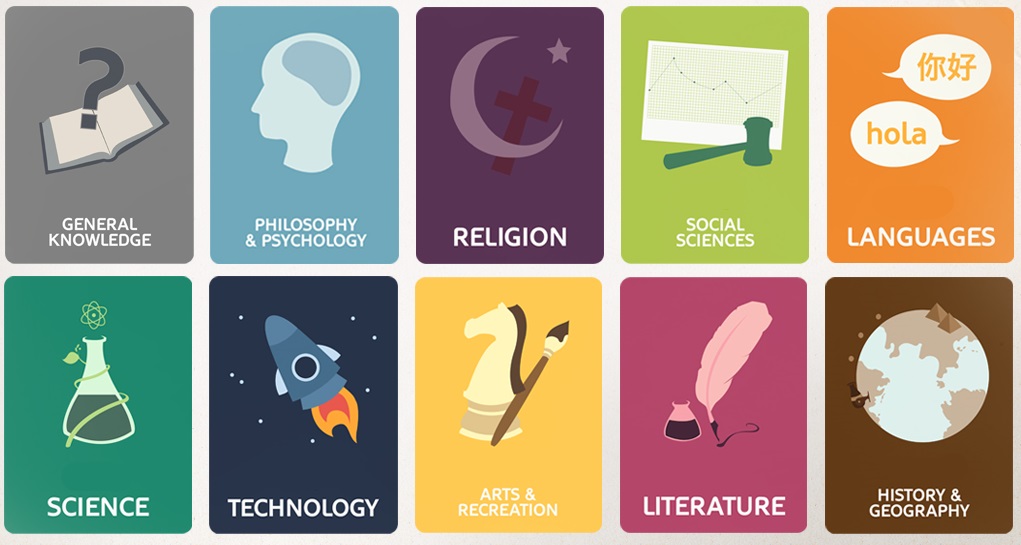 GENERAL
KNOWLEDGE
PHILOSOPHY
& PSYCHOLOGY
RELIGION
SOCIAL
SCIENCES
你好
hola
LANGUAGES
SCIENCE
TECHNOLOGY
ARTS &
RECREATION
LITERATURE
HISTORY &
GEOGRAPHY